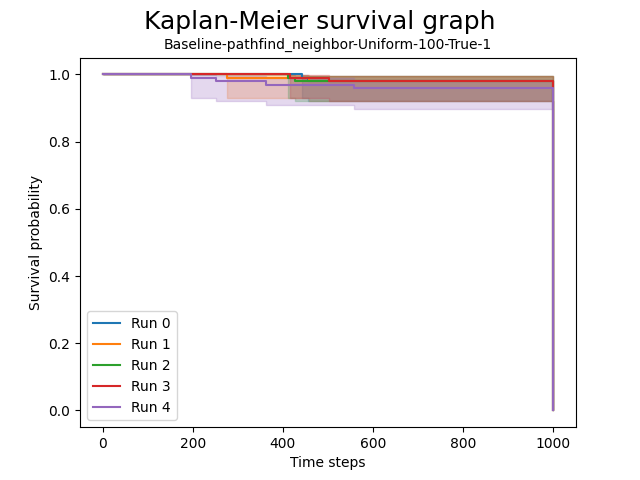 Kaplan-Meier survival graph
Baseline-pathfind_neighbor-Uniform-100-True-1
1.0
0.8
0.6
0.4
0.2
0.0
Survival probability
Run 0
Run 1
Run 2
Run 3
Run 4
0 200 400 600 800 1000
Time steps